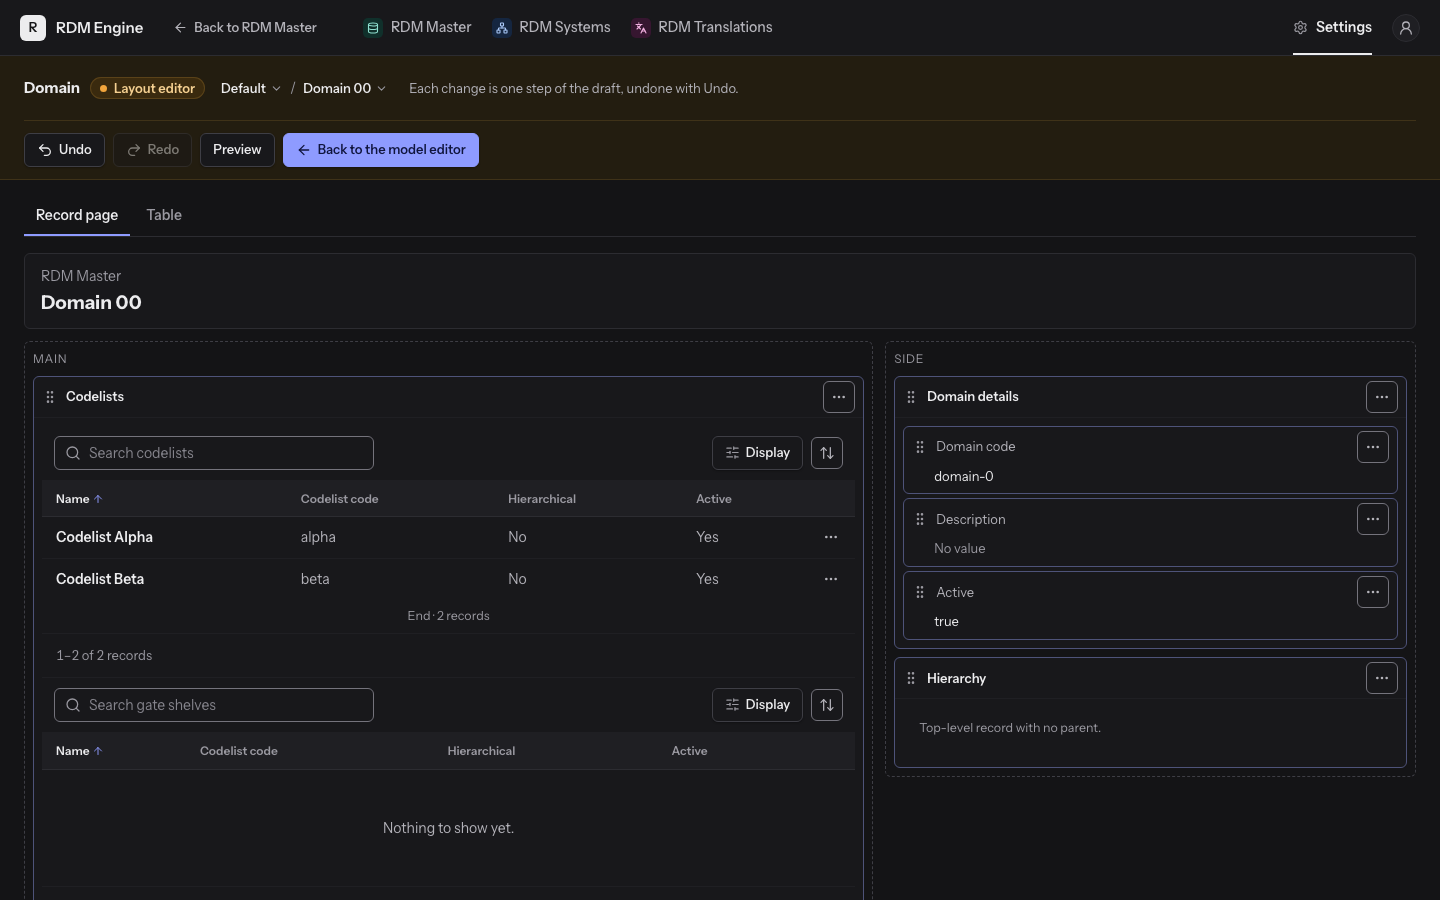 R RDM Engine Back to RDM Master RDM Master RDM Systems RDM Translations Settings
Domain Layout editor Default / Domain 00 Each change is one step of the draft, undone with Undo.
Undo Redo Preview Back to the model editor
Record page Table
RDM Master
Domain 00
MAIN
Codelists
Search codelists Display
Name Codelist code Hierarchical Active
Codelist Alpha alpha No Yes
Codelist Beta beta No Yes
End · 2 records
1–2 of 2 records
Search gate shelves Display
Name Codelist code Hierarchical Active
Nothing to show yet.
SIDE
Domain details
Domain code
domain-0
Description
No value
Active
true
Hierarchy
Top-level record with no parent.